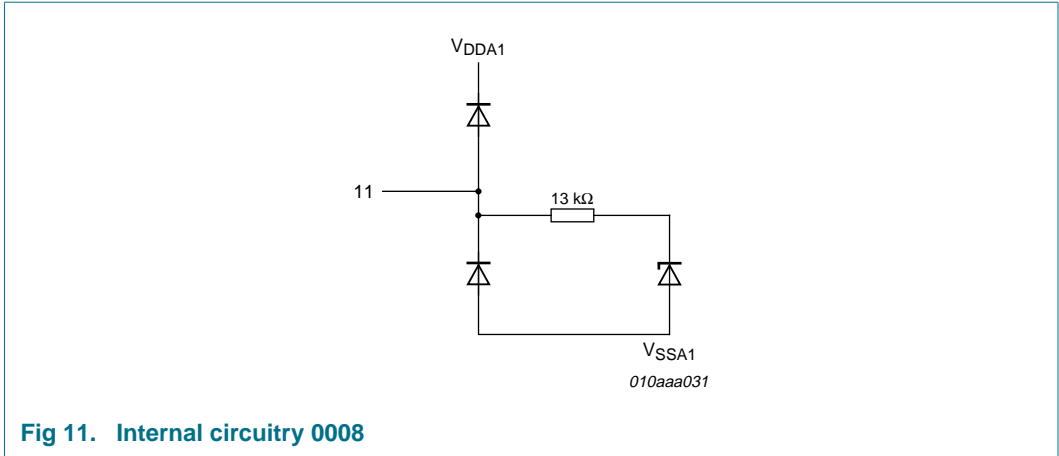 VDDA1
11
13 kΩ
VSSA1
010aaa031
Fig 11. Internal circuitry 0008